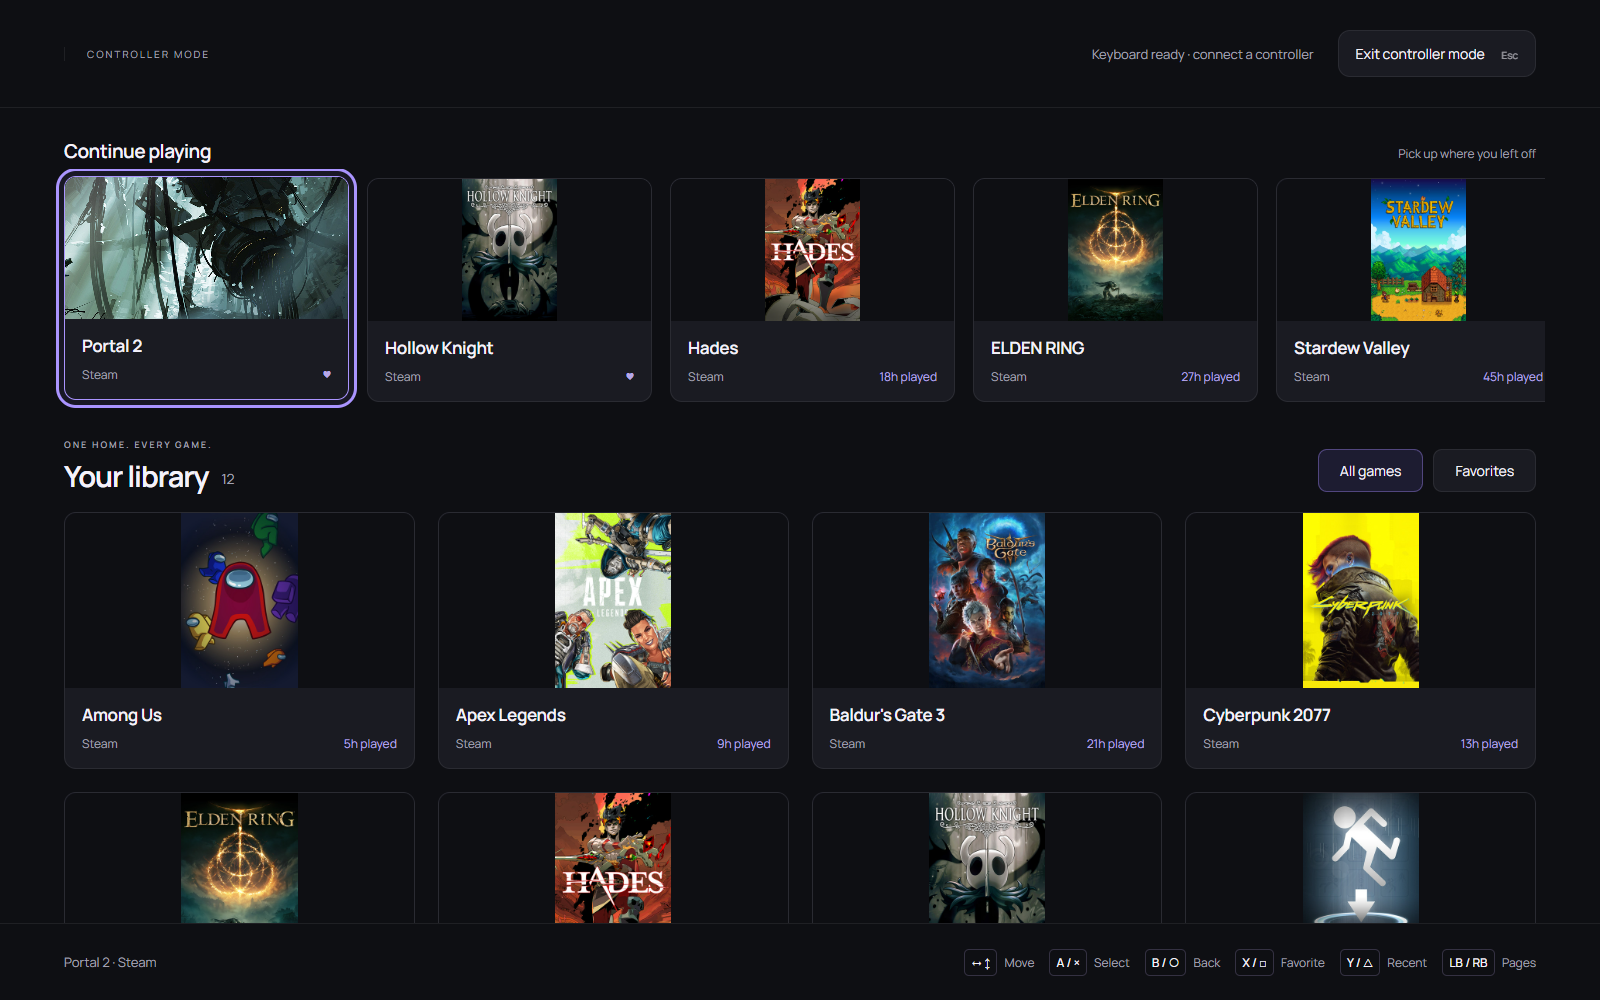 CONTROLLER MODE
Keyboard ready · connect a controller
Exit controller mode Esc
Continue playing
Pick up where you left off
HOLLOW KNIGHT
HADES
ELDEN RING
STARDEW
VALLEY
Portal 2
Steam
Hollow Knight
Steam
Hades
Steam 18h played
ELDEN RING
Steam 27h played
Stardew Valley
Steam 45h played
ONE HOME. EVERY GAME.
Your library 12
All games
Favorites
APEX
LEGENDS
Baldur's
Gate
Cyberpunk
Among Us
Steam 5h played
Apex Legends
Steam 9h played
Baldur's Gate 3
Steam 21h played
Cyberpunk 2077
Steam 13h played
ELDEN RING
HADES
HOLLOW KNIGHT
Portal 2 · Steam
↔↕ Move
A / × Select
B / ○ Back
X / □ Favorite
Y / △ Recent
LB / RB Pages